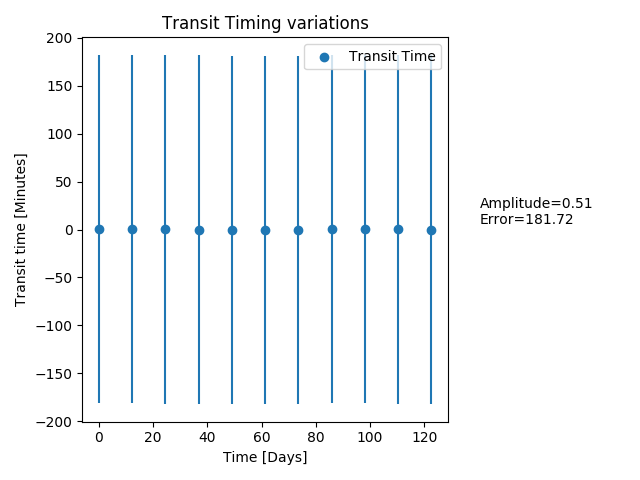 Transit Timing variations
Transit Time
Transit time [Minutes]
200
150
100
50
0
−50
−100
−150
−200
0
20
40
60
80
100
120
Time [Days]
Amplitude=0.51
Error=181.72